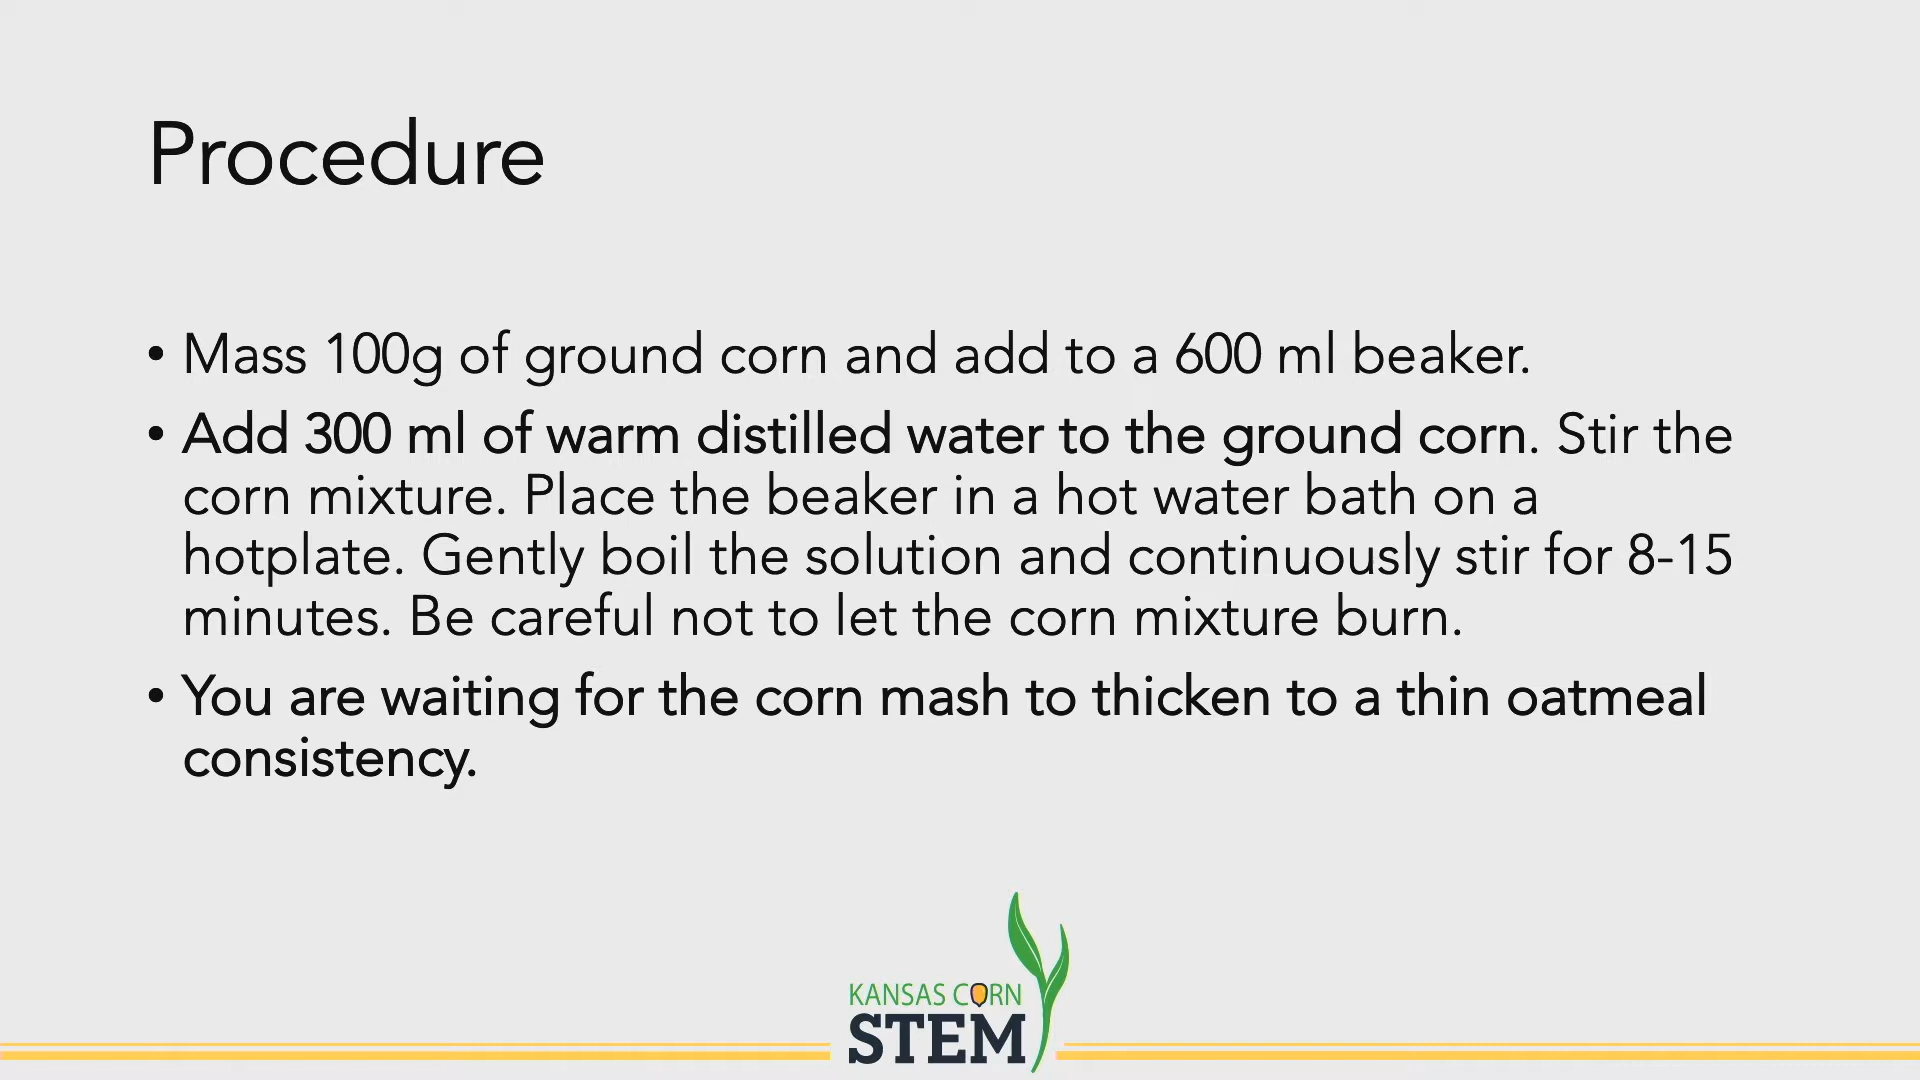 Procedure
• Mass 100g of ground corn and add to a 600 ml beaker.
• Add 300 ml of warm distilled water to the ground corn. Stir the
corn mixture. Place the beaker in a hot water bath on a
hotplate. Gently boil the solution and continuously stir for 8-15
minutes. Be careful not to let the corn mixture burn.
• You are waiting for the corn mash to thicken to a thin oatmeal
consistency.
KANSAS CORN
STEM